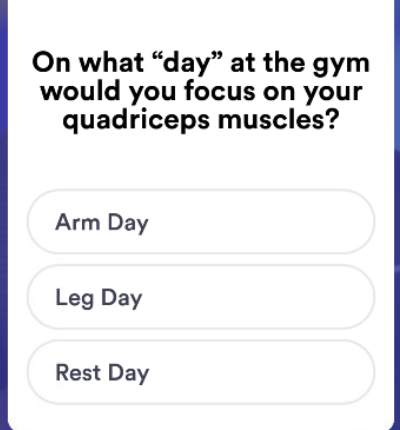 On what “day” at the gym
would you focus on your
quadriceps muscles?
Arm Day
Leg Day
Rest Day